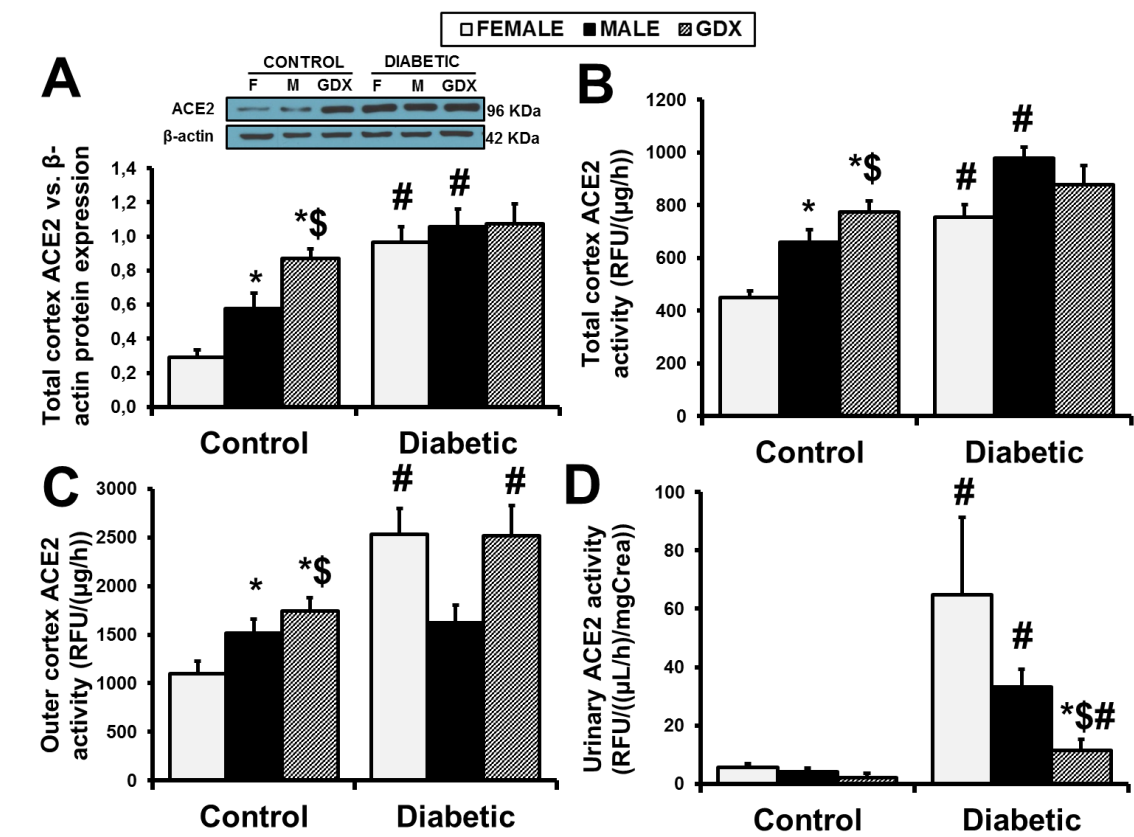 FEMALE MALE GDX
A
CONTROL DIABETIC
F M GDX F M GDX
ACE2 96 KDa
β-actin 42 KDa
Total cortex ACE2 vs. β-
actin protein expression
1,4
1,2
1,0
0,8
0,6
0,4
0,2
0,0
* *$ # #
Control Diabetic
B
Total cortex ACE2
activity (RFU/(µg/h))
1200
1000
800
600
400
200
0
* *$ # #
Control Diabetic
C
Outer cortex ACE2
activity (RFU/(µg/h))
3000
2500
2000
1500
1000
500
0
* *$ # #
Control Diabetic
D
Urinary ACE2 activity
(RFU/((µL/h)/mgCrea))
100
80
60
40
20
0
# # *$#
Control Diabetic